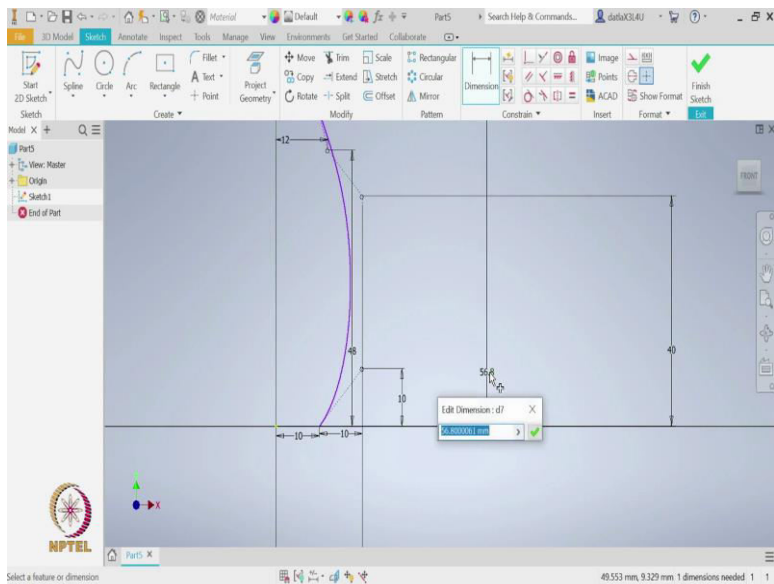 Material Default Part5 Search Help & Commands... datlaX3L4U
File 3D Model Sketch Annotate Inspect Tools Manage View Environments Get Started Collaborate
Start 2D Sketch Spline Circle Arc Rectangle Fillet Text Point Project Geometry Move Copy Rotate Trim Extend Split Scale Stretch Offset Rectangular Circular Mirror Dimension Image Points ACAD Show Format Finish Sketch
Sketch Create Modify Pattern Constrain Insert Format Exit
Model
Part5
View: Master
Origin
Sketch1
End of Part
FRONT
12
48
40
56.8
10
10
10
Edit Dimension : d7
X
NPTEL
Part5
Select a feature or dimension
49.553 mm, 9.329 mm 1 dimensions needed 1 1